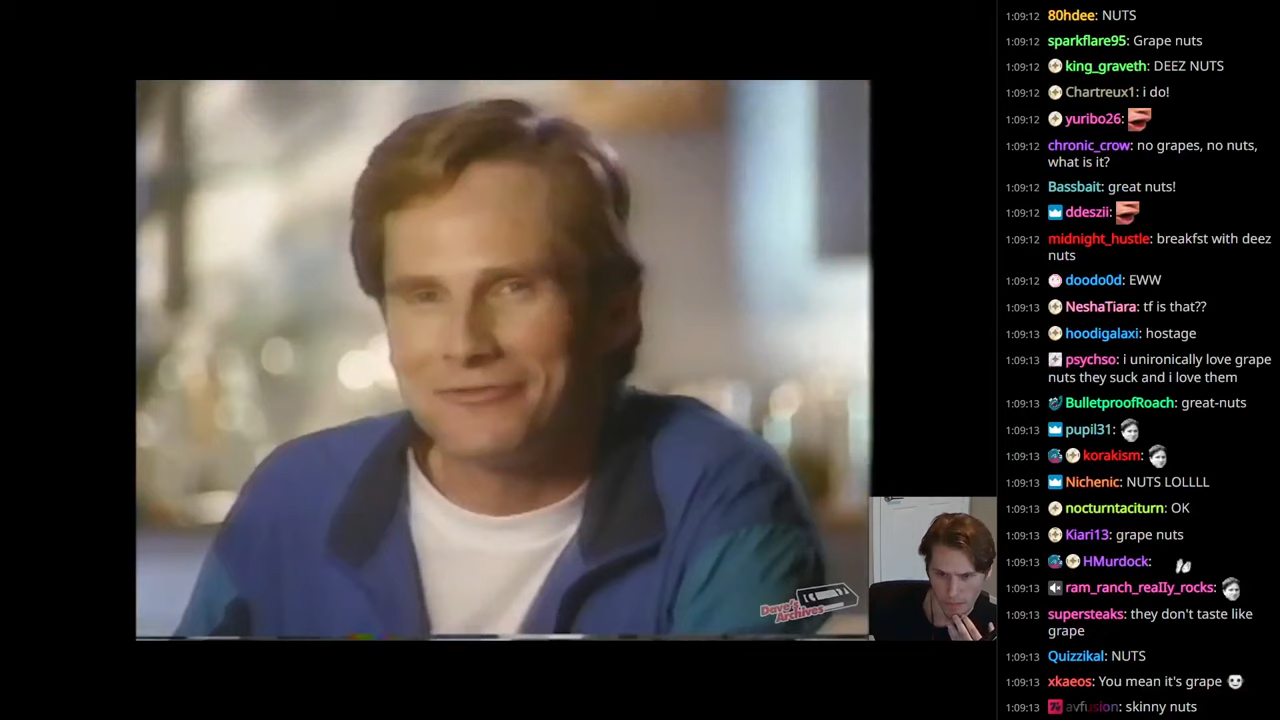 1:09:12 80hdee: NUTS
1:09:12 sparkflare95: Grape nuts
1:09:12 king_graveth: DEEZ NUTS
1:09:12 Chartreux1: i do!
1:09:12 yuribo26:
1:09:12 chronic_crow: no grapes, no nuts,
what is it?
1:09:12 Bassbait: great nuts!
1:09:12 ddeszii:
1:09:12 midnight_hustle: breakfst with deez
nuts
1:09:12 doodo0d: EWW
1:09:13 NeshaTiara: tf is that??
1:09:13 hoodigalaxi: hostage
1:09:13 psychso: i unironically love grape
nuts they suck and i love them
1:09:13 BulletproofRoach: great-nuts
1:09:13 pupil31:
1:09:13 korakism:
1:09:13 Nichenic: NUTS LOLLLL
1:09:13 nocturntaciturn: OK
1:09:13 Kiari13: grape nuts
1:09:13 HMurdock:
1:09:13 ram_ranch_reaIIy_rocks:
1:09:13 supersteaks: they don't taste like
grape
1:09:13 Quizzikal: NUTS
1:09:13 xkaeos: You mean it's grape
1:09:13 avfusion: skinny nuts
Dave's
Archives